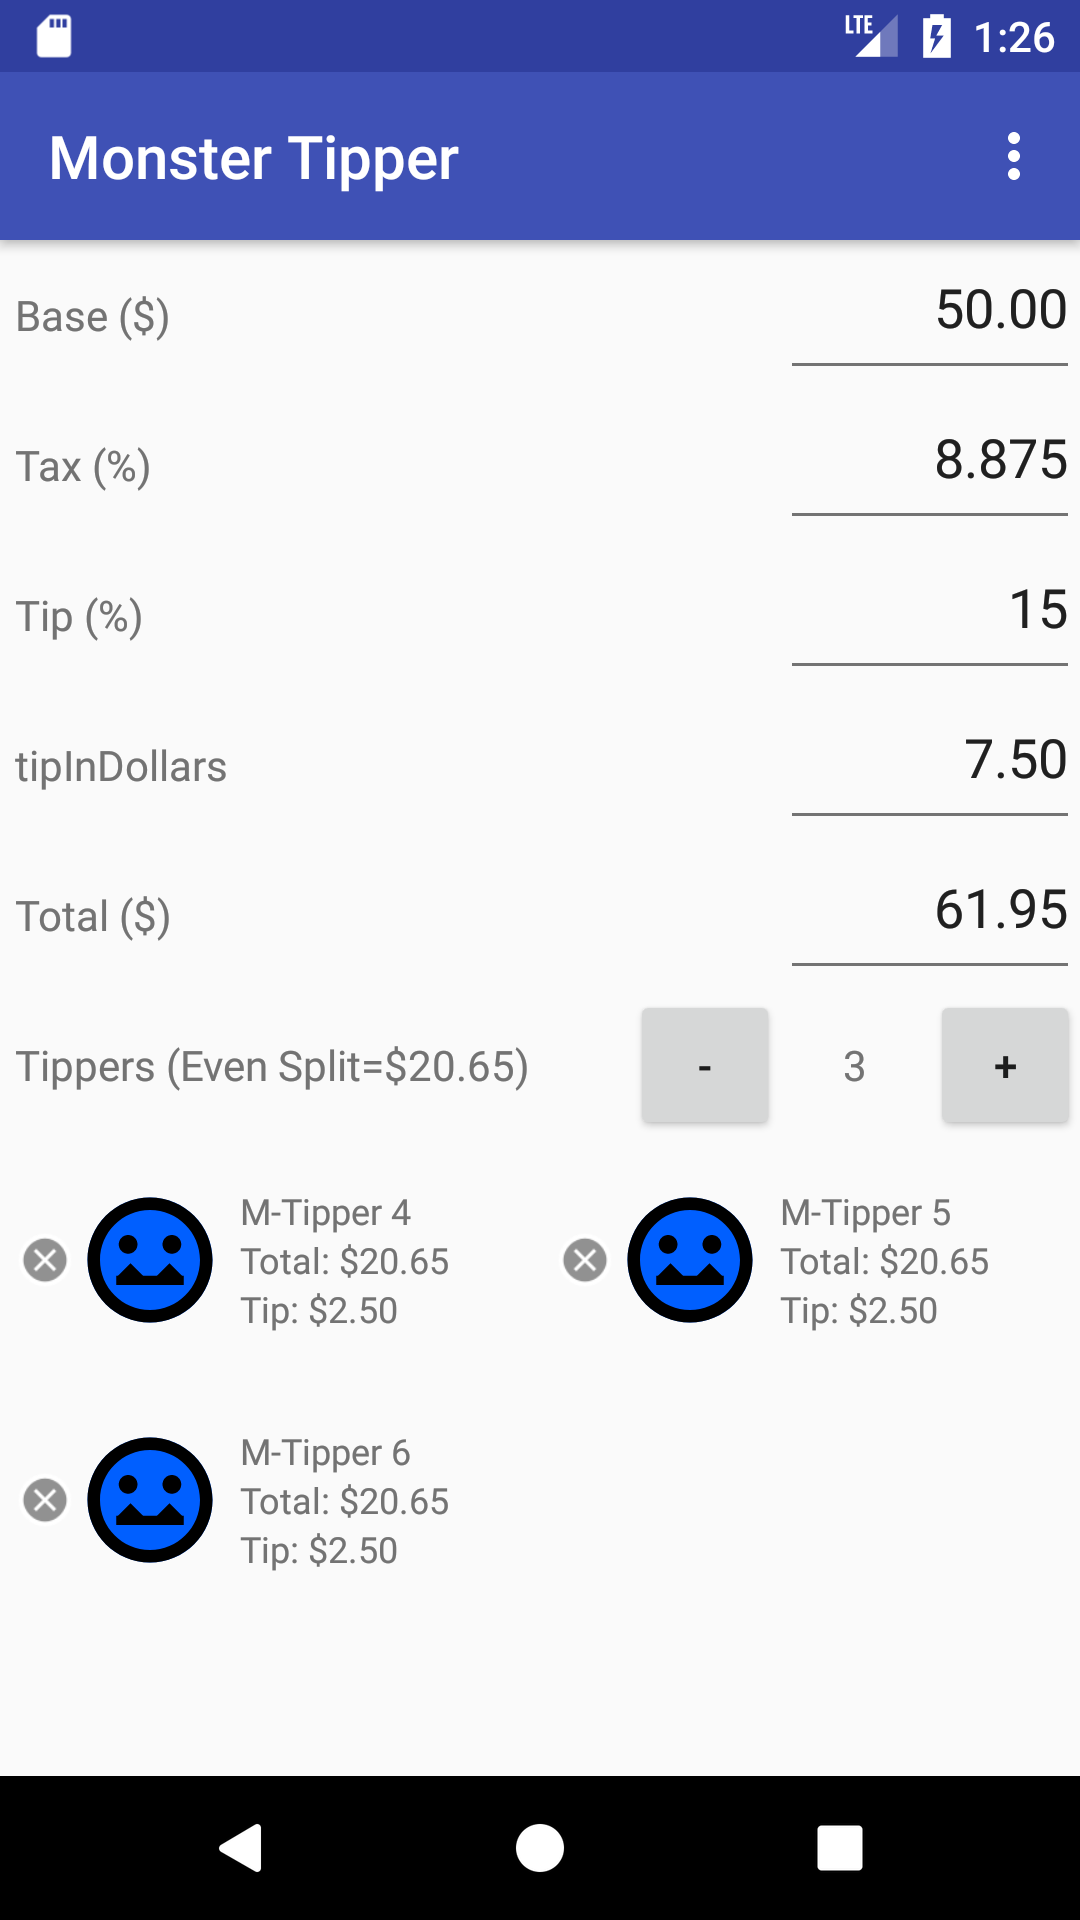 LTE 1:26
Monster Tipper
Base ($) 50.00
Tax (%) 8.875
Tip (%) 15
tipInDollars 7.50
Total ($) 61.95
Tippers (Even Split=$20.65) - 3 +
M-Tipper 4
Total: $20.65
Tip: $2.50
M-Tipper 5
Total: $20.65
Tip: $2.50
M-Tipper 6
Total: $20.65
Tip: $2.50